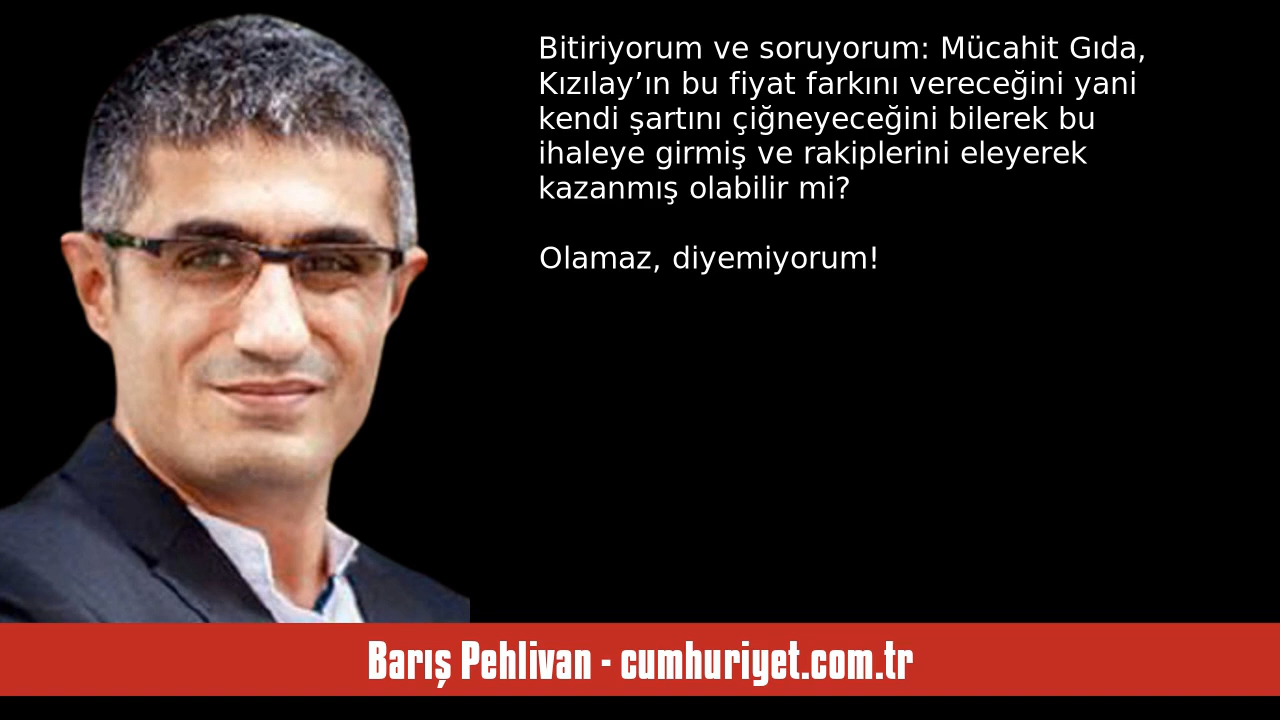 Bitiriyorum ve soruyorum: Mücahit Gıda,
Kızılay’ın bu fiyat farkını vereceğini yani
kendi şartını çiğneyeceğini bilerek bu
ihaleye girmiş ve rakiplerini eleyerek
kazanmış olabilir mi?
Olamaz, diyemiyorum!
Barış Pehlivan - cumhuriyet.com.tr